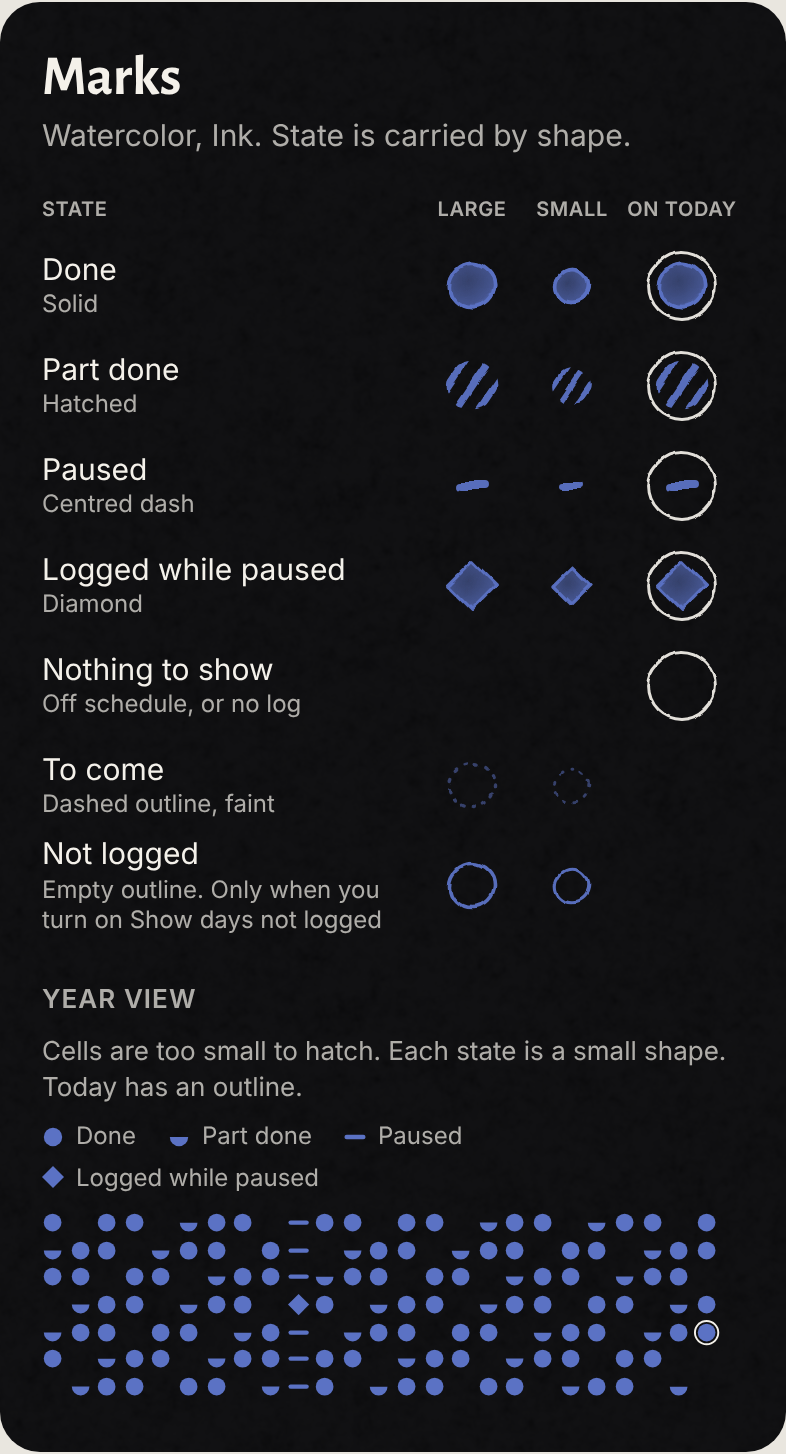 Marks
Watercolor, Ink. State is carried by shape.
STATE LARGE SMALL ON TODAY
Done
Solid
Part done
Hatched
Paused
Centred dash
Logged while paused
Diamond
Nothing to show
Off schedule, or no log
To come
Dashed outline, faint
Not logged
Empty outline. Only when you
turn on Show days not logged
YEAR VIEW
Cells are too small to hatch. Each state is a small shape.
Today has an outline.
Done Part done Paused
Logged while paused